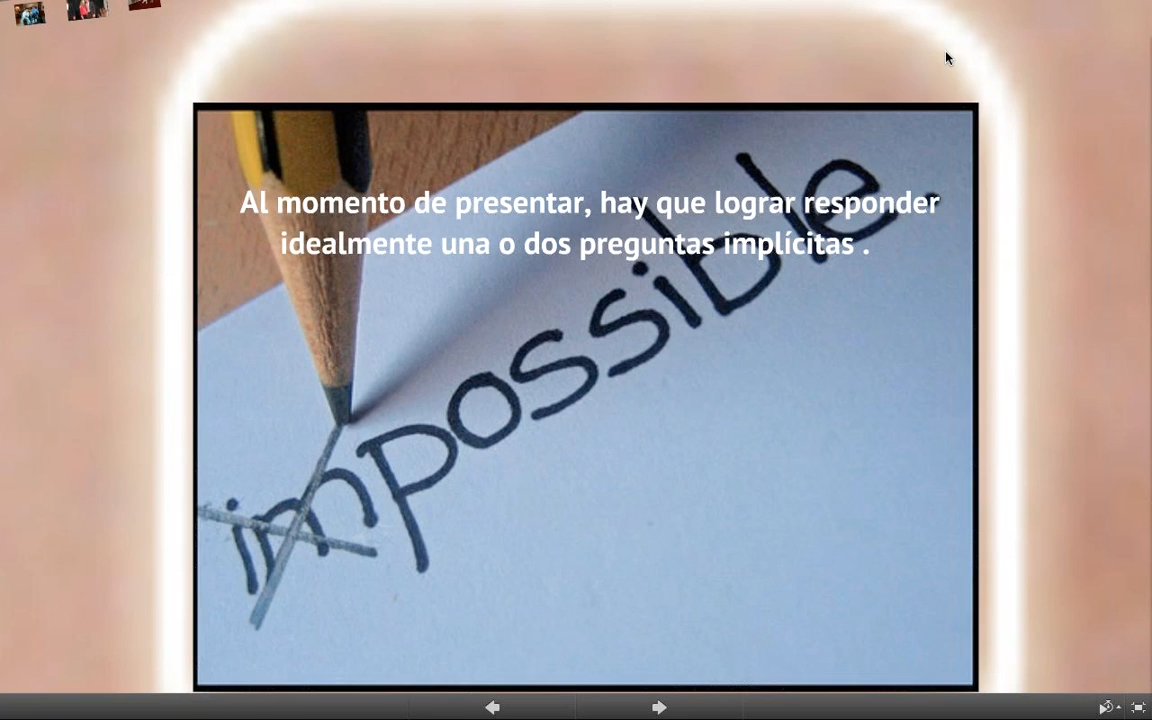 Al momento de presentar, hay que lograr responder
idealmente una o dos preguntas implícitas .
impossible.